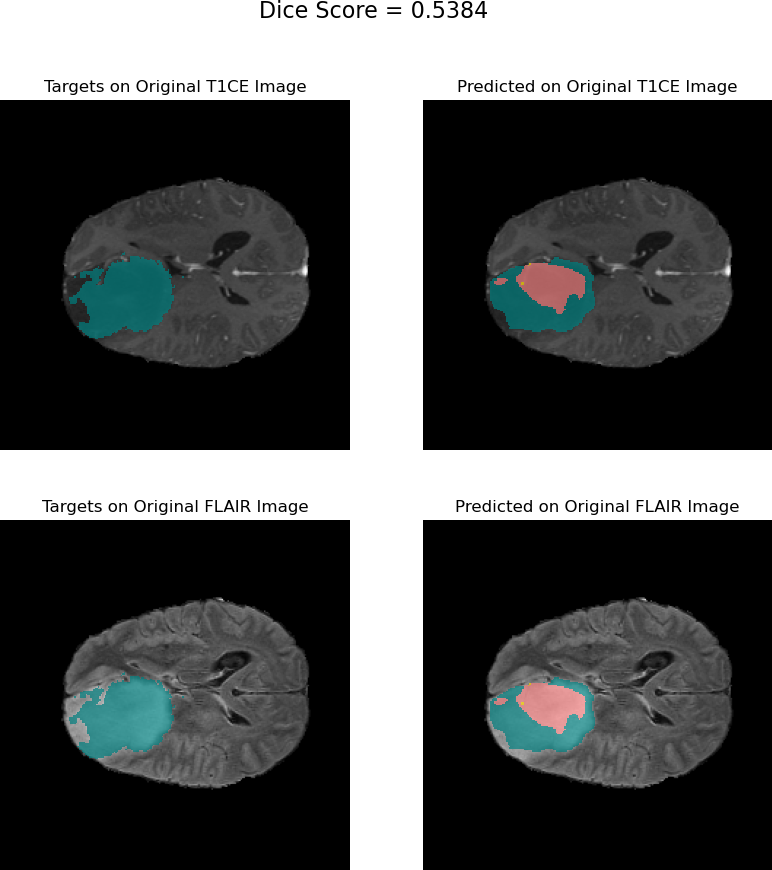 Dice Score = 0.5384
Targets on Original T1CE Image
Predicted on Original T1CE Image
Targets on Original FLAIR Image
Predicted on Original FLAIR Image